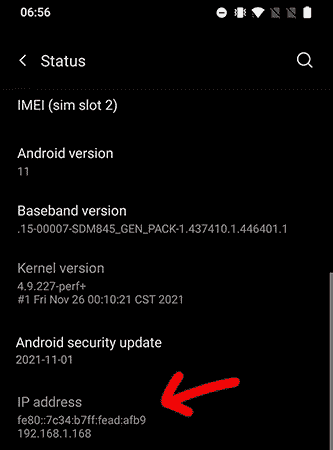 06:56
Status
IMEI (sim slot 2)
Android version
11
Baseband version
.15-00007-SDM845_GEN_PACK-1.437410.1.446401.1
Kernel version
4.9.227-perf+
#1 Fri Nov 26 00:10:21 CST 2021
Android security update
2021-11-01
IP address
fe80::7c34:b7ff:fead:afb9
192.168.1.168